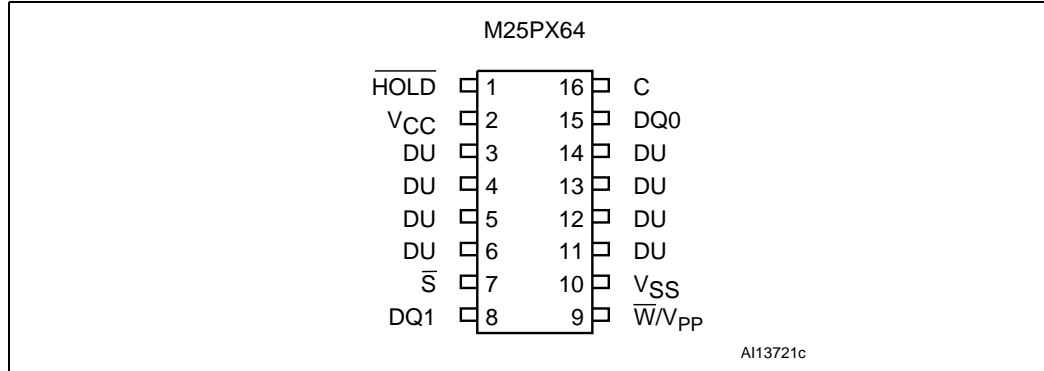 M25PX64
HOLD 1 16 C
VCC 2 15 DQ0
DU 3 14 DU
DU 4 13 DU
DU 5 12 DU
DU 6 11 DU
S 7 10 VSS
DQ1 8 9 W/VPP
AI13721c